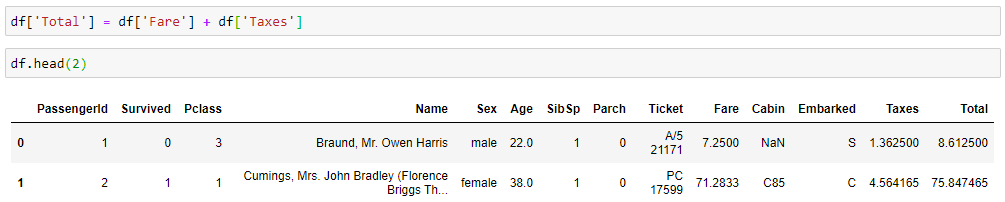 df['Total'] = df['Fare'] + df['Taxes']
df.head(2)
PassengerId Survived Pclass Name Sex Age SibSp Parch Ticket Fare Cabin Embarked Taxes Total
0 1 0 3 Braund, Mr. Owen Harris male 22.0 1 0 A/5 21171 7.2500 NaN S 1.362500 8.612500
1 2 1 1 Cumings, Mrs. John Bradley (Florence Briggs Th... female 38.0 1 0 PC 17599 71.2833 C85 C 4.564165 75.847465